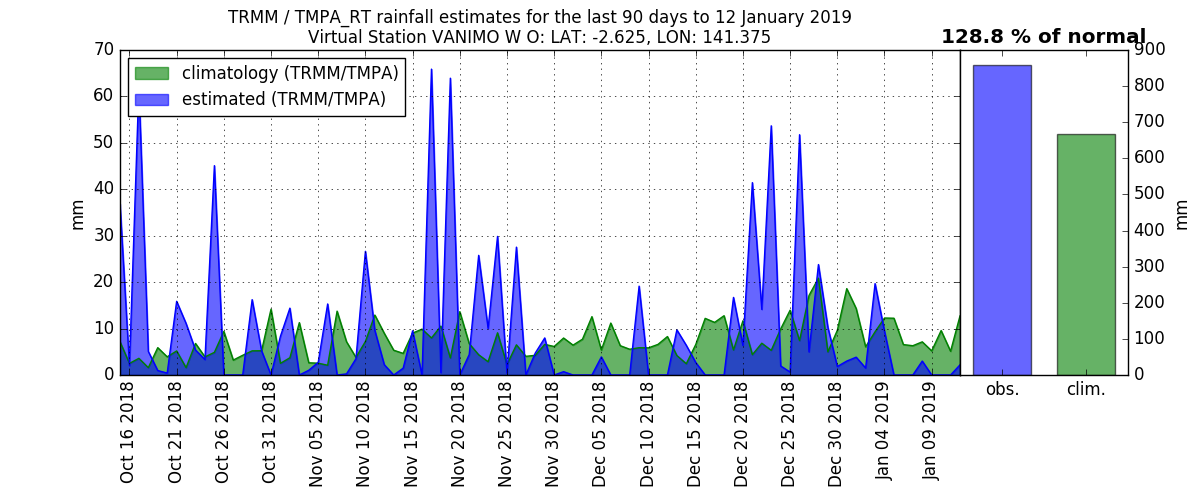 TRMM / TMPA_RT rainfall estimates for the last 90 days to 12 January 2019
Virtual Station VANIMO W O: LAT: -2.625, LON: 141.375
128.8 % of normal
climatology (TRMM/TMPA)
estimated (TRMM/TMPA)
70
60
50
40
30
20
10
0
mm
Oct 16 2018
Oct 21 2018
Oct 26 2018
Oct 31 2018
Nov 05 2018
Nov 10 2018
Nov 15 2018
Nov 20 2018
Nov 25 2018
Nov 30 2018
Dec 05 2018
Dec 10 2018
Dec 15 2018
Dec 20 2018
Dec 25 2018
Dec 30 2018
Jan 04 2019
Jan 09 2019
obs.
clim.
900
800
700
600
500
400
300
200
100
0
mm